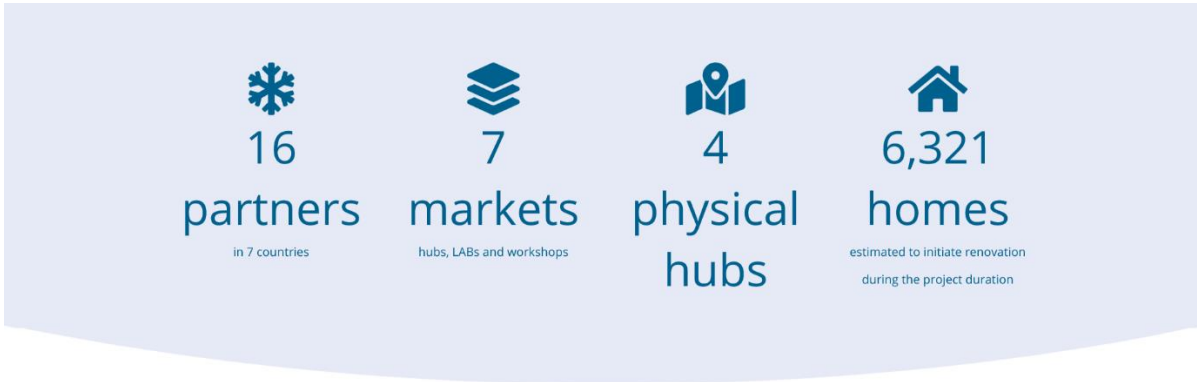 16
partners
in 7 countries
7
markets
hubs, LABs and workshops
4
physical
hubs
6,321
homes
estimated to initiate renovation
during the project duration